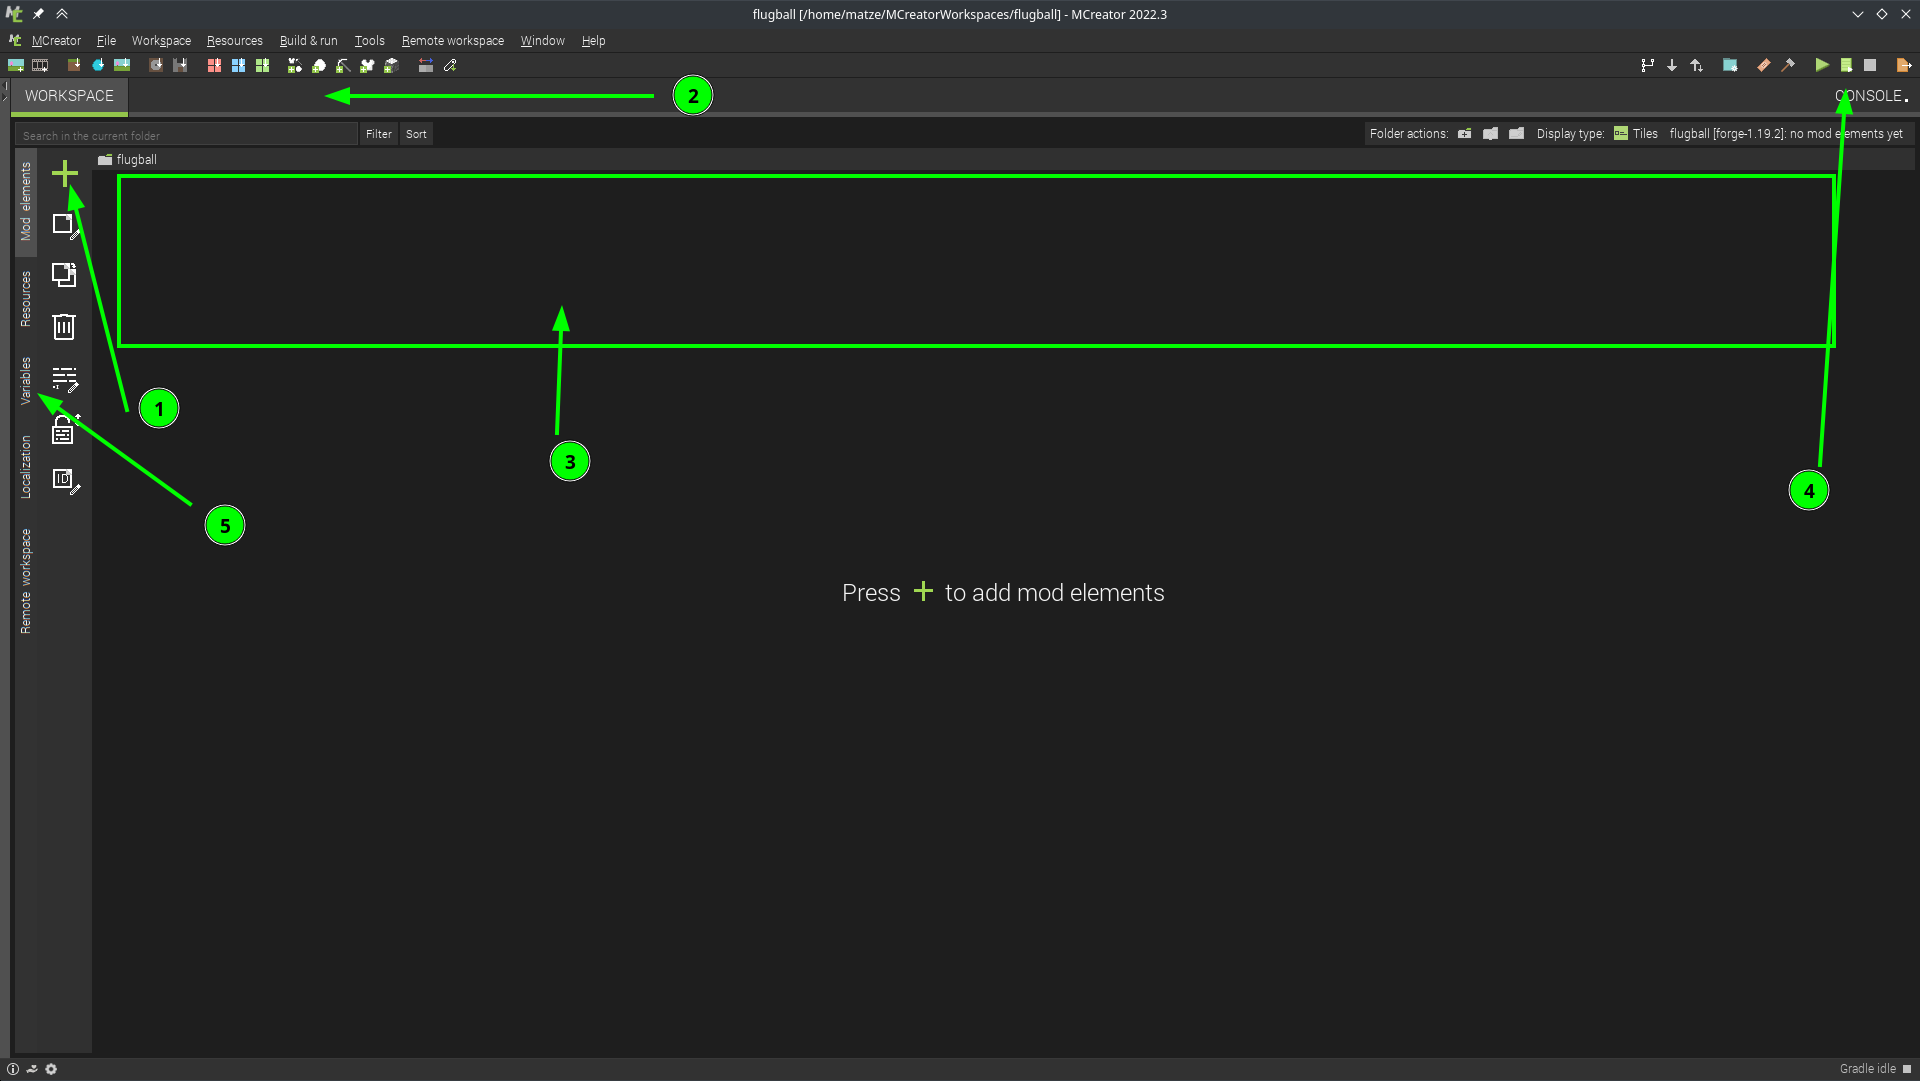 flugball [/home/matze/MCreatorWorkspaces/flugball] - MCreator 2022.3
MCreator File Workspace Resources Build & run Tools Remote workspace Window Help
WORKSPACE
2
CONSOLE
Search in the current folder
Filter
Sort
Folder actions:
Display type:
Tiles
flugball [forge-1.19.2]: no mod elements yet
flugball
Mod elements
Resources
Variables
Localization
Remote workspace
ID
1
3
4
5
Press + to add mod elements
Gradle idle